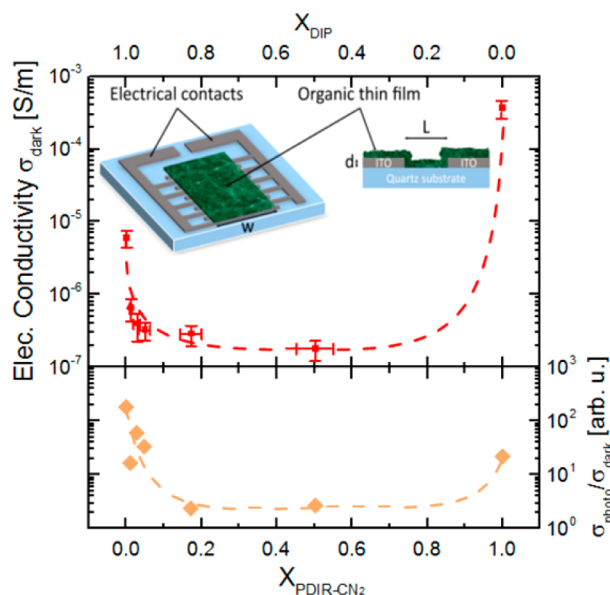 X_DIP
1.0 0.8 0.6 0.4 0.2 0.0
Elec. Conductivity σ_dark [S/m]
10^-3
10^-4
10^-5
10^-6
10^-7
Electrical contacts
Organic thin film
W
L
d
ITO ITO
Quartz substrate
10^3
10^2
10^1
10^0
σ_photo/σ_dark [arb. u.]
0.0 0.2 0.4 0.6 0.8 1.0
X_PDIR-CN₂